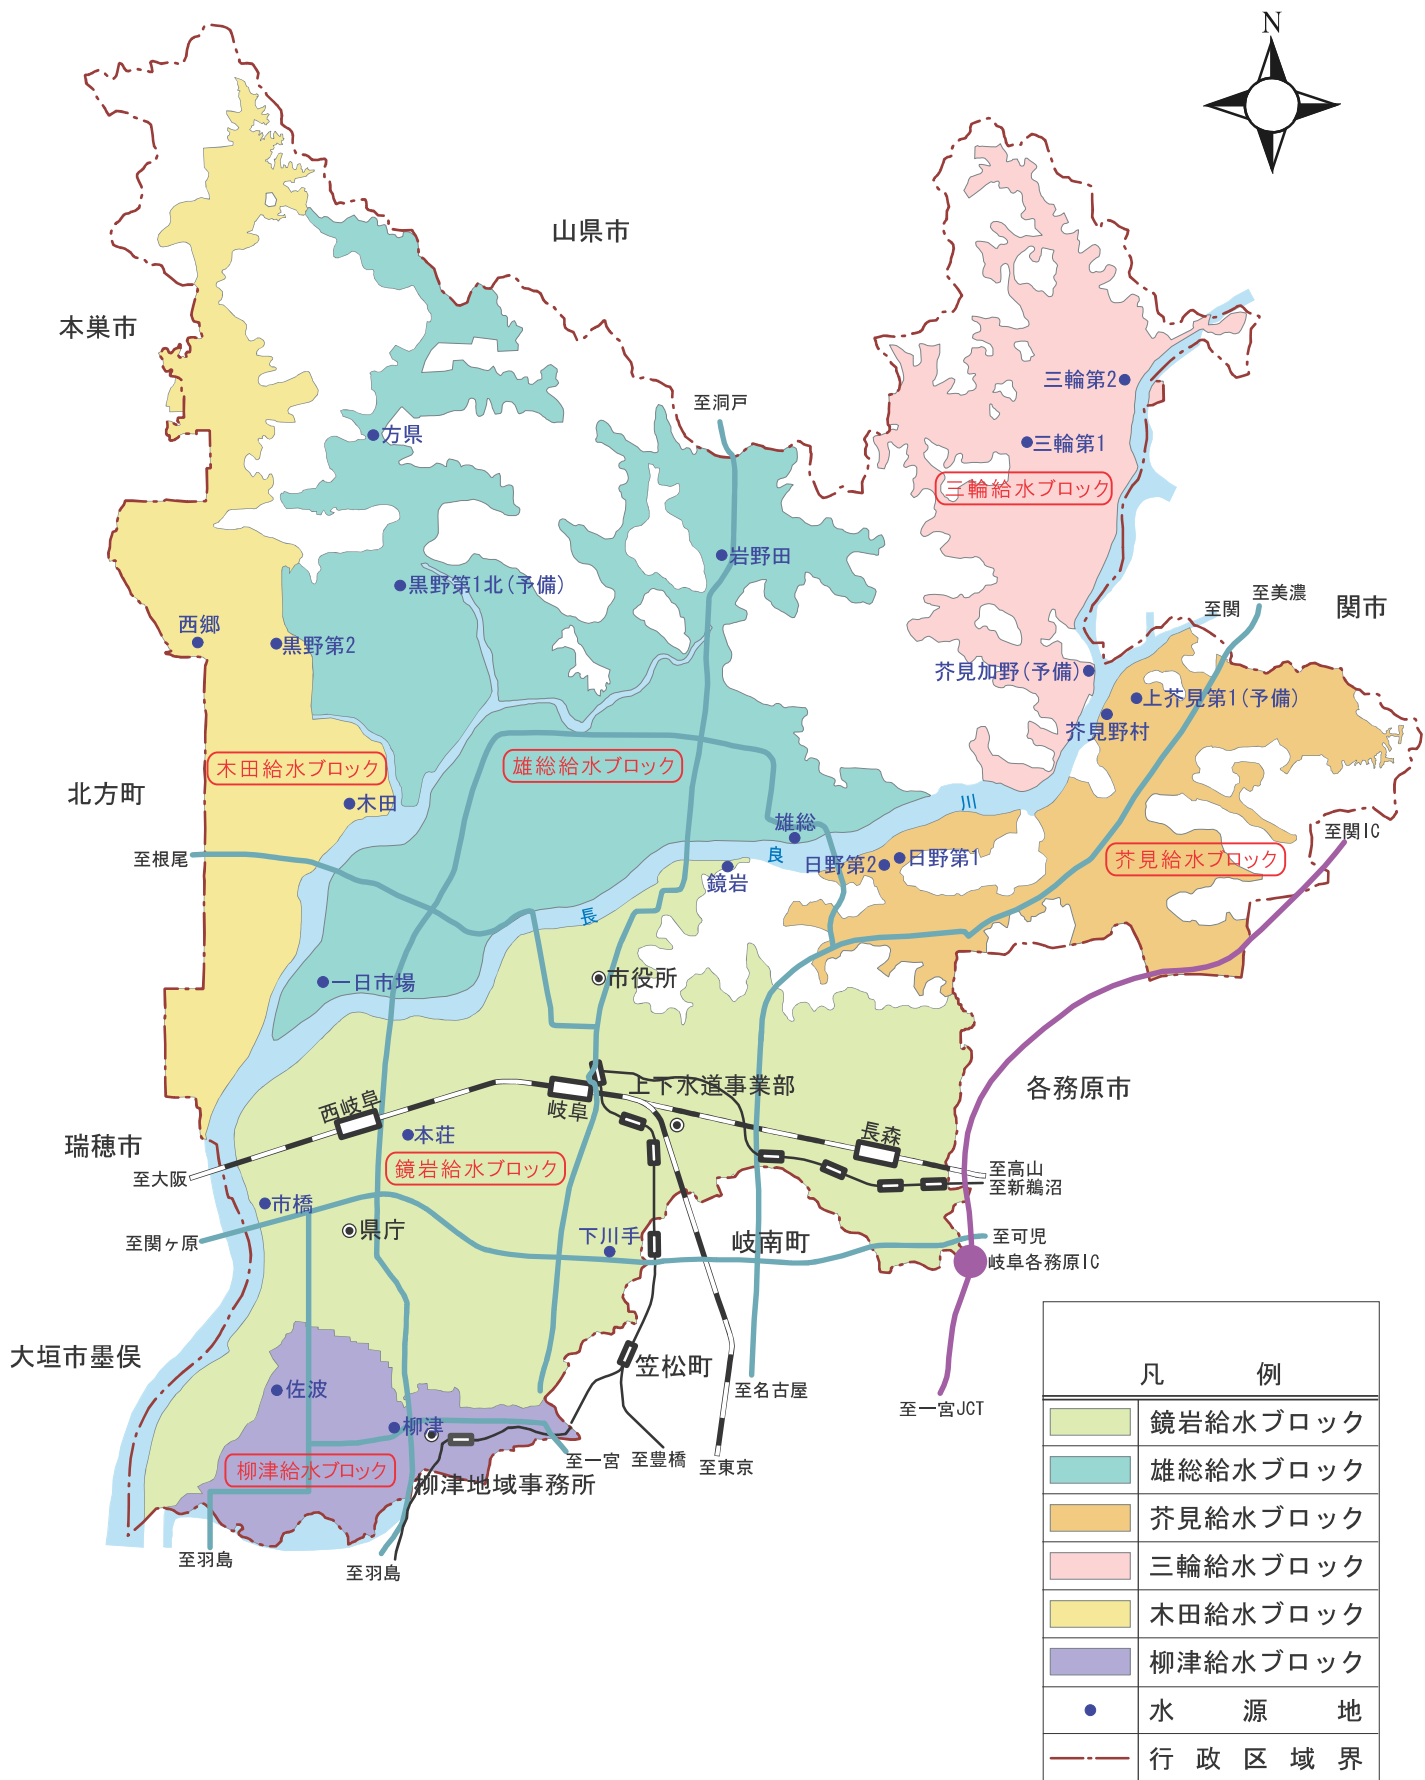 N
山県市
本巣市
三輪第2
至洞戸
方県
三輪第1
三輪給水ブロック
岩野田
黒野第1北(予備)
至美濃
至関
関市
西郷
黒野第2
芥見加野(予備)
上芥見第1(予備)
芥見野村
木田給水ブロック
雄総給水ブロック
北方町
木田
川
雄総
至関IC
至根尾
良
日野第2
日野第1
芥見給水ブロック
鏡岩
長
市役所
一日市場
上下水道事業部
各務原市
西岐阜
岐阜
瑞穂市
本荘
長森
鏡岩給水ブロック
至大阪
至高山
至新鵜沼
市橋
県庁
下川手
岐南町
至関ヶ原
至可児
岐阜各務原IC
大垣市墨俣
笠松町
佐波
至名古屋
至一宮JCT
柳津
柳津給水ブロック
至一宮
至豊橋
至東京
柳津地域事務所
至羽島
至羽島
凡例
鏡岩給水ブロック
雄総給水ブロック
芥見給水ブロック
三輪給水ブロック
木田給水ブロック
柳津給水ブロック
水源地
行政区域界